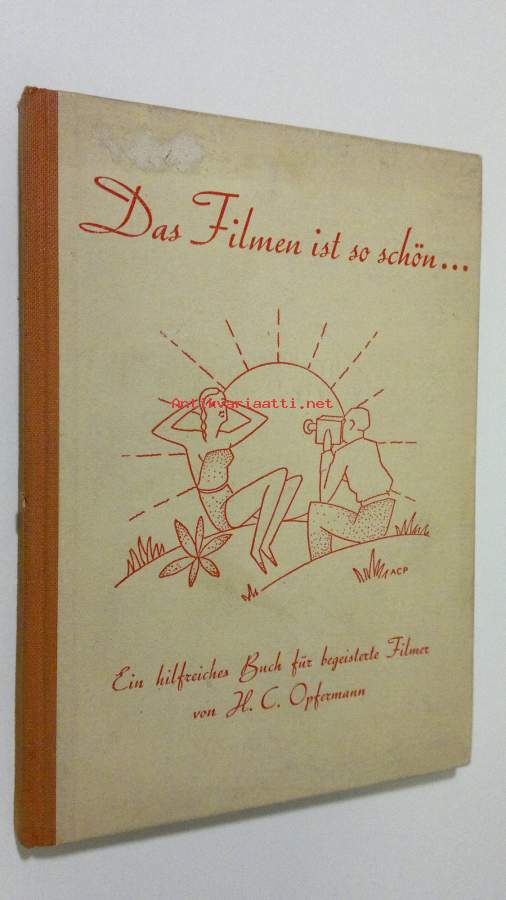 Das Filmen ist so schön...
Antikvariaatti.net
ACP
Ein hilfreiches Buch für begeisterte Filmer
von H. C. Opfermann